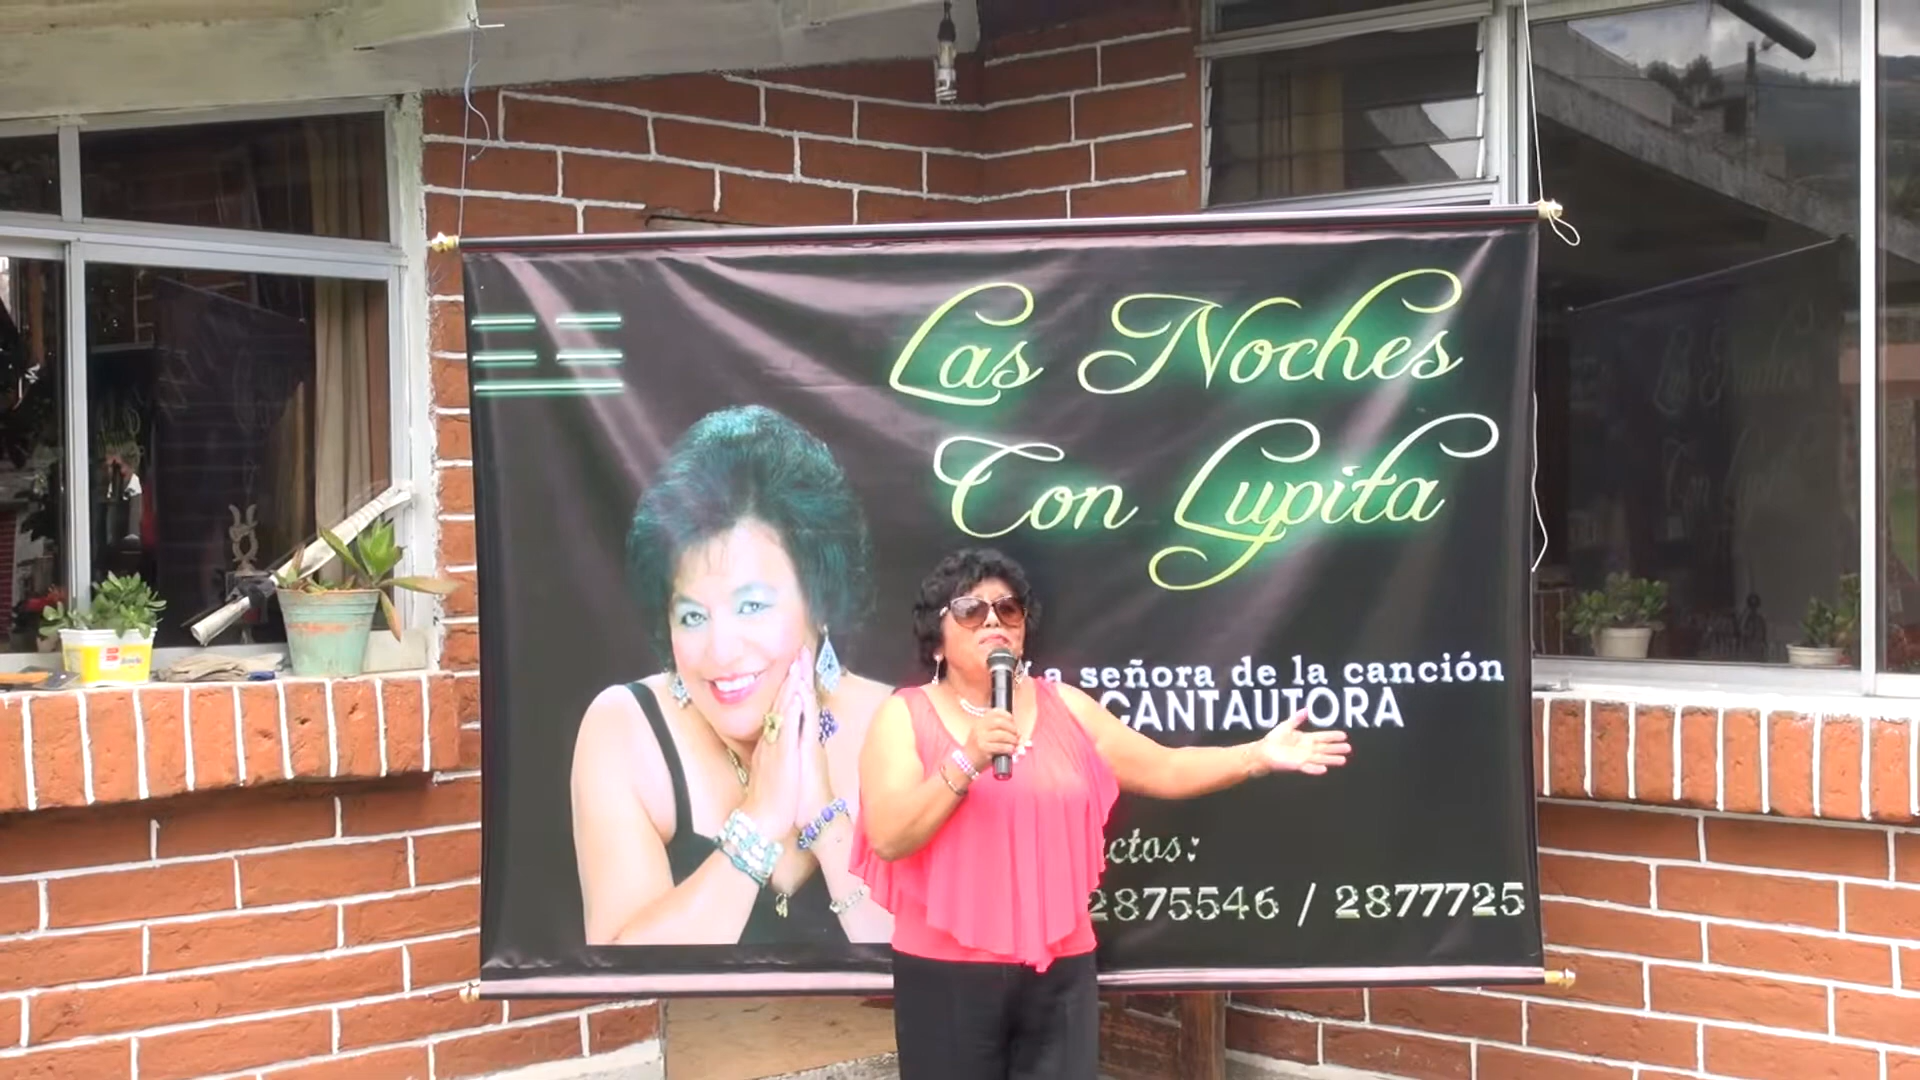 Las Noches
Con Lupita
a señora de la canción
CANTAUTORA
ctos:
2875546 / 2877725